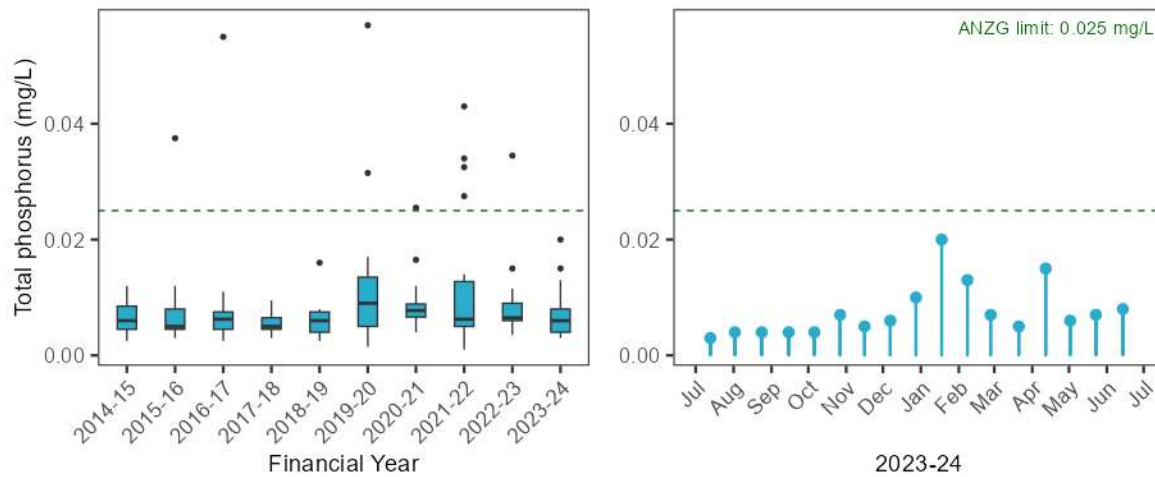 Total phosphorus (mg/L)
0.04
0.02
0.00
2014-15
2015-16
2016-17
2017-18
2018-19
2019-20
2020-21
2021-22
2022-23
2023-24
Financial Year
ANZG limit: 0.025 mg/L
0.04
0.02
0.00
Jul
Aug
Sep
Oct
Nov
Dec
Jan
Feb
Mar
Apr
May
Jun
Jul
2023-24